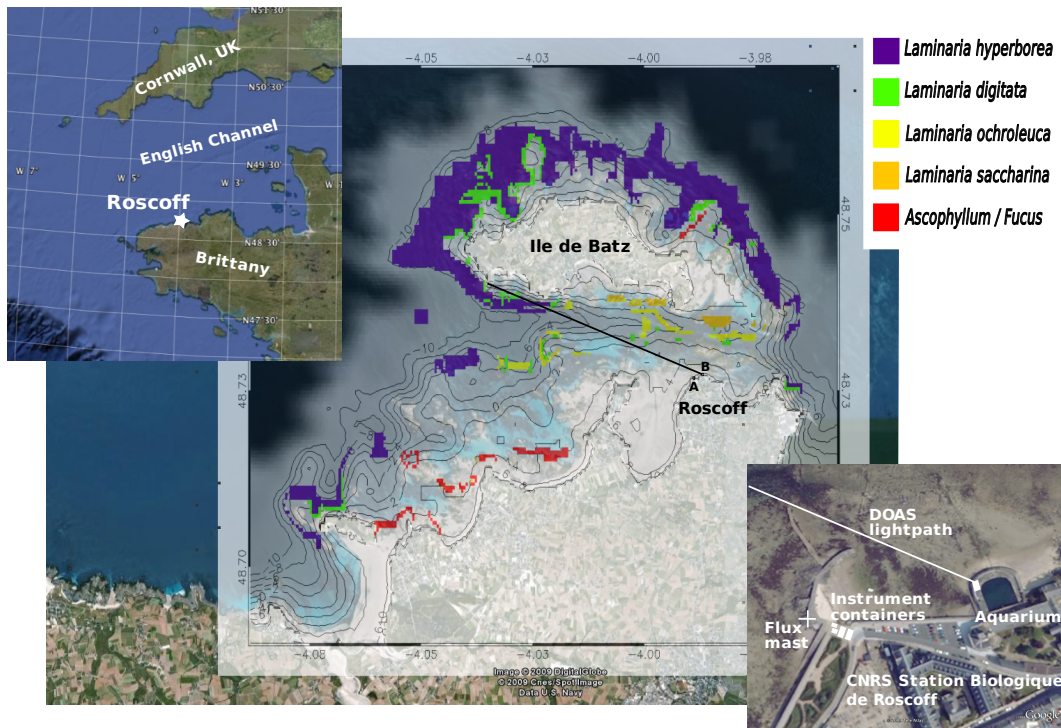 N51°30'
Cornwall, UK
N50°30'
English Channel
N49°30'
W 7°
W 5°
W 3°
Roscoff
N48°30'
Brittany
N47°30'
Laminaria hyperborea
Laminaria digitata
Laminaria ochroleuca
Laminaria saccharina
Ascophyllum / Fucus
-4.05 -4.03 -4.00 -3.98
48.75 48.75
Ile de Batz
10
48.73 48.73
B
A
Roscoff
48.70
-4.08 -4.05 -4.03 -4.00
Image © 2009 DigitalGlobe
© 2009 Cnes/Spot Image
Data U.S. Navy
DOAS
lightpath
Instrument
containers
Aquarium
Flux
mast
CNRS Station Biologique
de Roscoff
Google